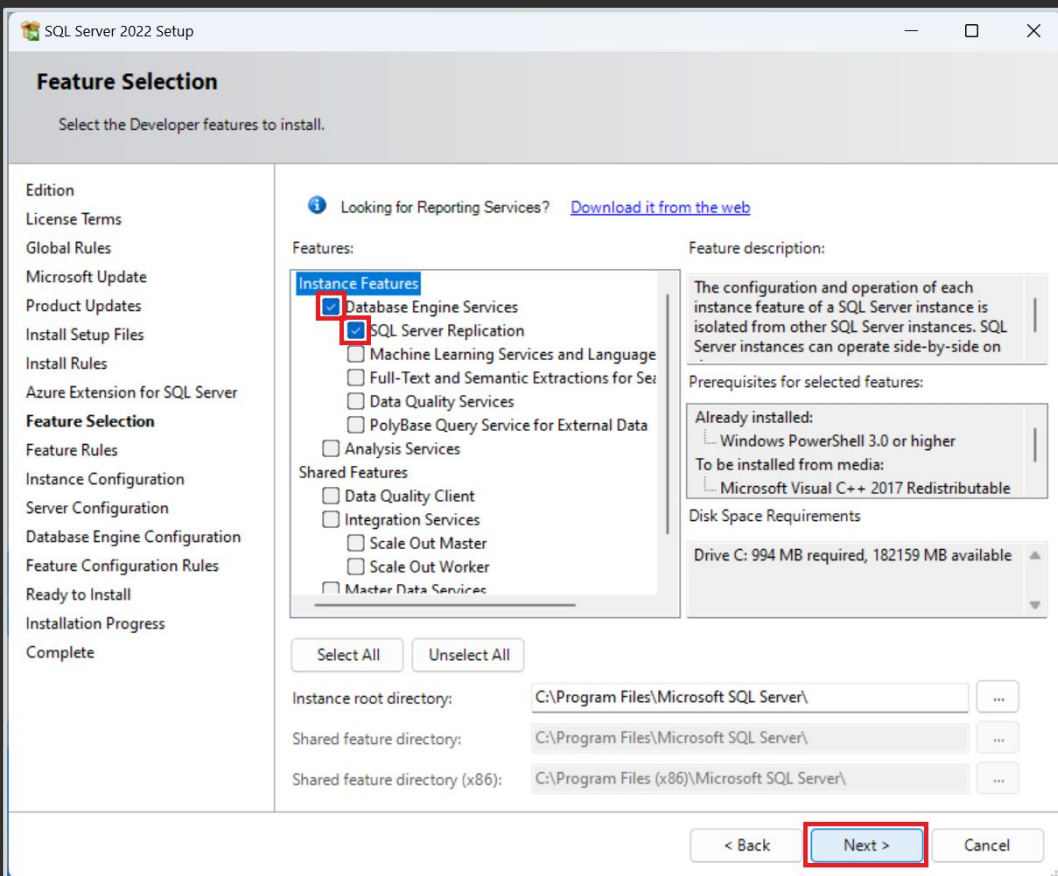 SQL Server 2022 Setup
Feature Selection
Select the Developer features to install.
Edition
License Terms
Global Rules
Microsoft Update
Product Updates
Install Setup Files
Install Rules
Azure Extension for SQL Server
Feature Selection
Feature Rules
Instance Configuration
Server Configuration
Database Engine Configuration
Feature Configuration Rules
Ready to Install
Installation Progress
Complete
Looking for Reporting Services? Download it from the web
Features:
Instance Features
Database Engine Services
SQL Server Replication
Machine Learning Services and Language
Full-Text and Semantic Extractions for Sea
Data Quality Services
PolyBase Query Service for External Data
Analysis Services
Shared Features
Data Quality Client
Integration Services
Scale Out Master
Scale Out Worker
Master Data Services
Feature description:
The configuration and operation of each
instance feature of a SQL Server instance is
isolated from other SQL Server instances. SQL
Server instances can operate side-by-side on
Prerequisites for selected features:
Already installed:
Windows PowerShell 3.0 or higher
To be installed from media:
Microsoft Visual C++ 2017 Redistributable
Disk Space Requirements
Drive C: 994 MB required, 182159 MB available
Select All
Unselect All
Instance root directory: C:\Program Files\Microsoft SQL Server\ ...
Shared feature directory: C:\Program Files\Microsoft SQL Server\ ...
Shared feature directory (x86): C:\Program Files (x86)\Microsoft SQL Server\ ...
< Back
Next >
Cancel